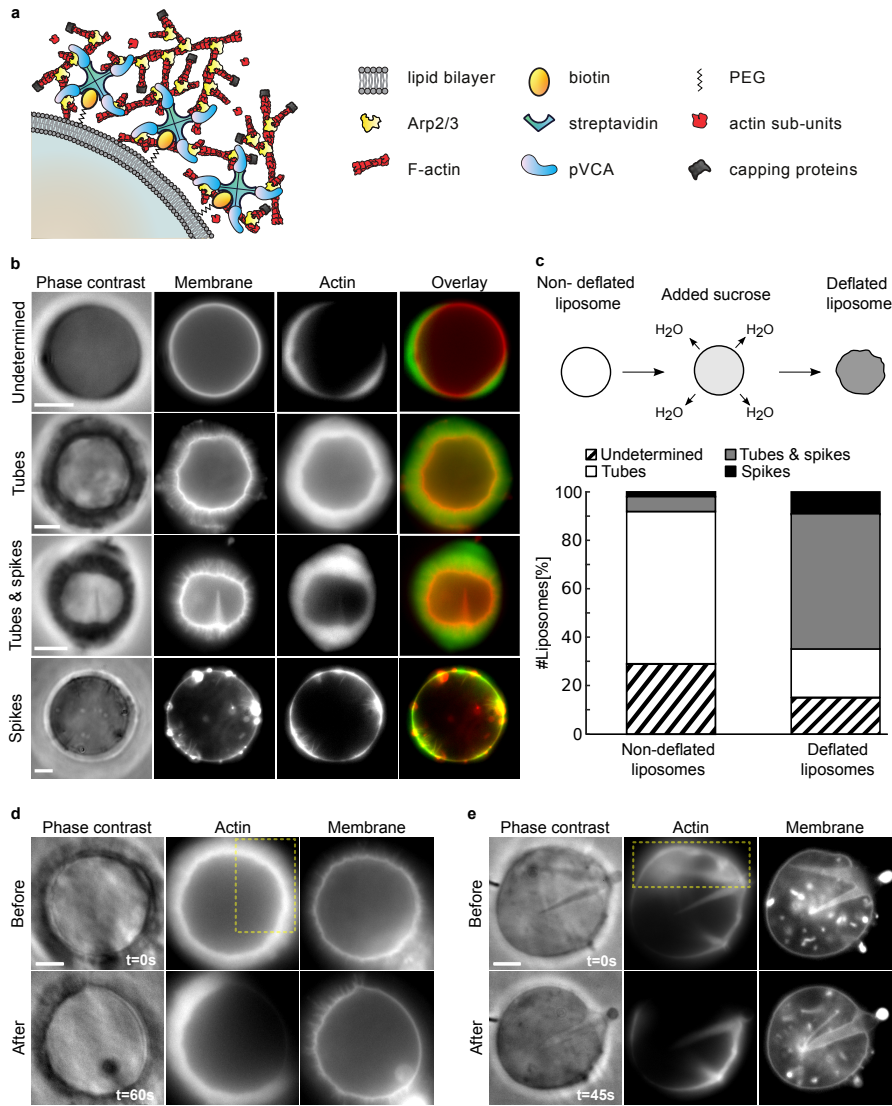 a
lipid bilayer
biotin
PEG
Arp2/3
streptavidin
actin sub-units
F-actin
pVCA
capping proteins
b
Phase contrast Membrane Actin Overlay
Undetermined
Tubes
Tubes & spikes
Spikes
c
Non- deflated
liposome
Added sucrose
Deflated
liposome
H2O H2O
H2O H2O
Undetermined Tubes & spikes
Tubes Spikes
#Liposomes[%]
100
80
60
40
20
0
Non-deflated
liposomes
Deflated
liposomes
d
Phase contrast Actin Membrane
Before
t=0s
After
t=60s
e
Phase contrast Actin Membrane
Before
t=0s
After
t=45s